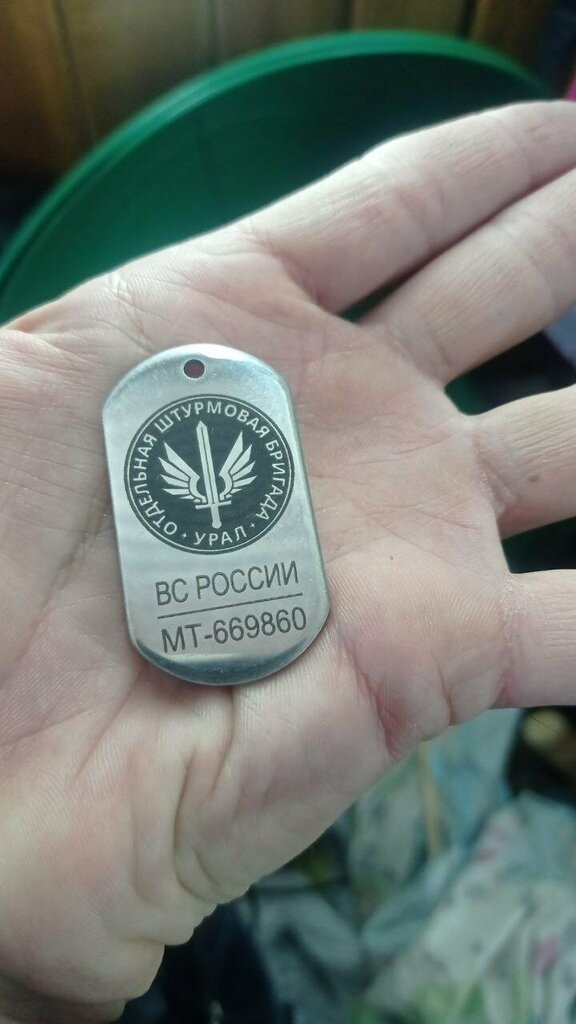 ОТДЕЛЬНАЯ ШТУРМОВАЯ БРИГАДА
• УРАЛ •
ВС РОССИИ
МТ-669860